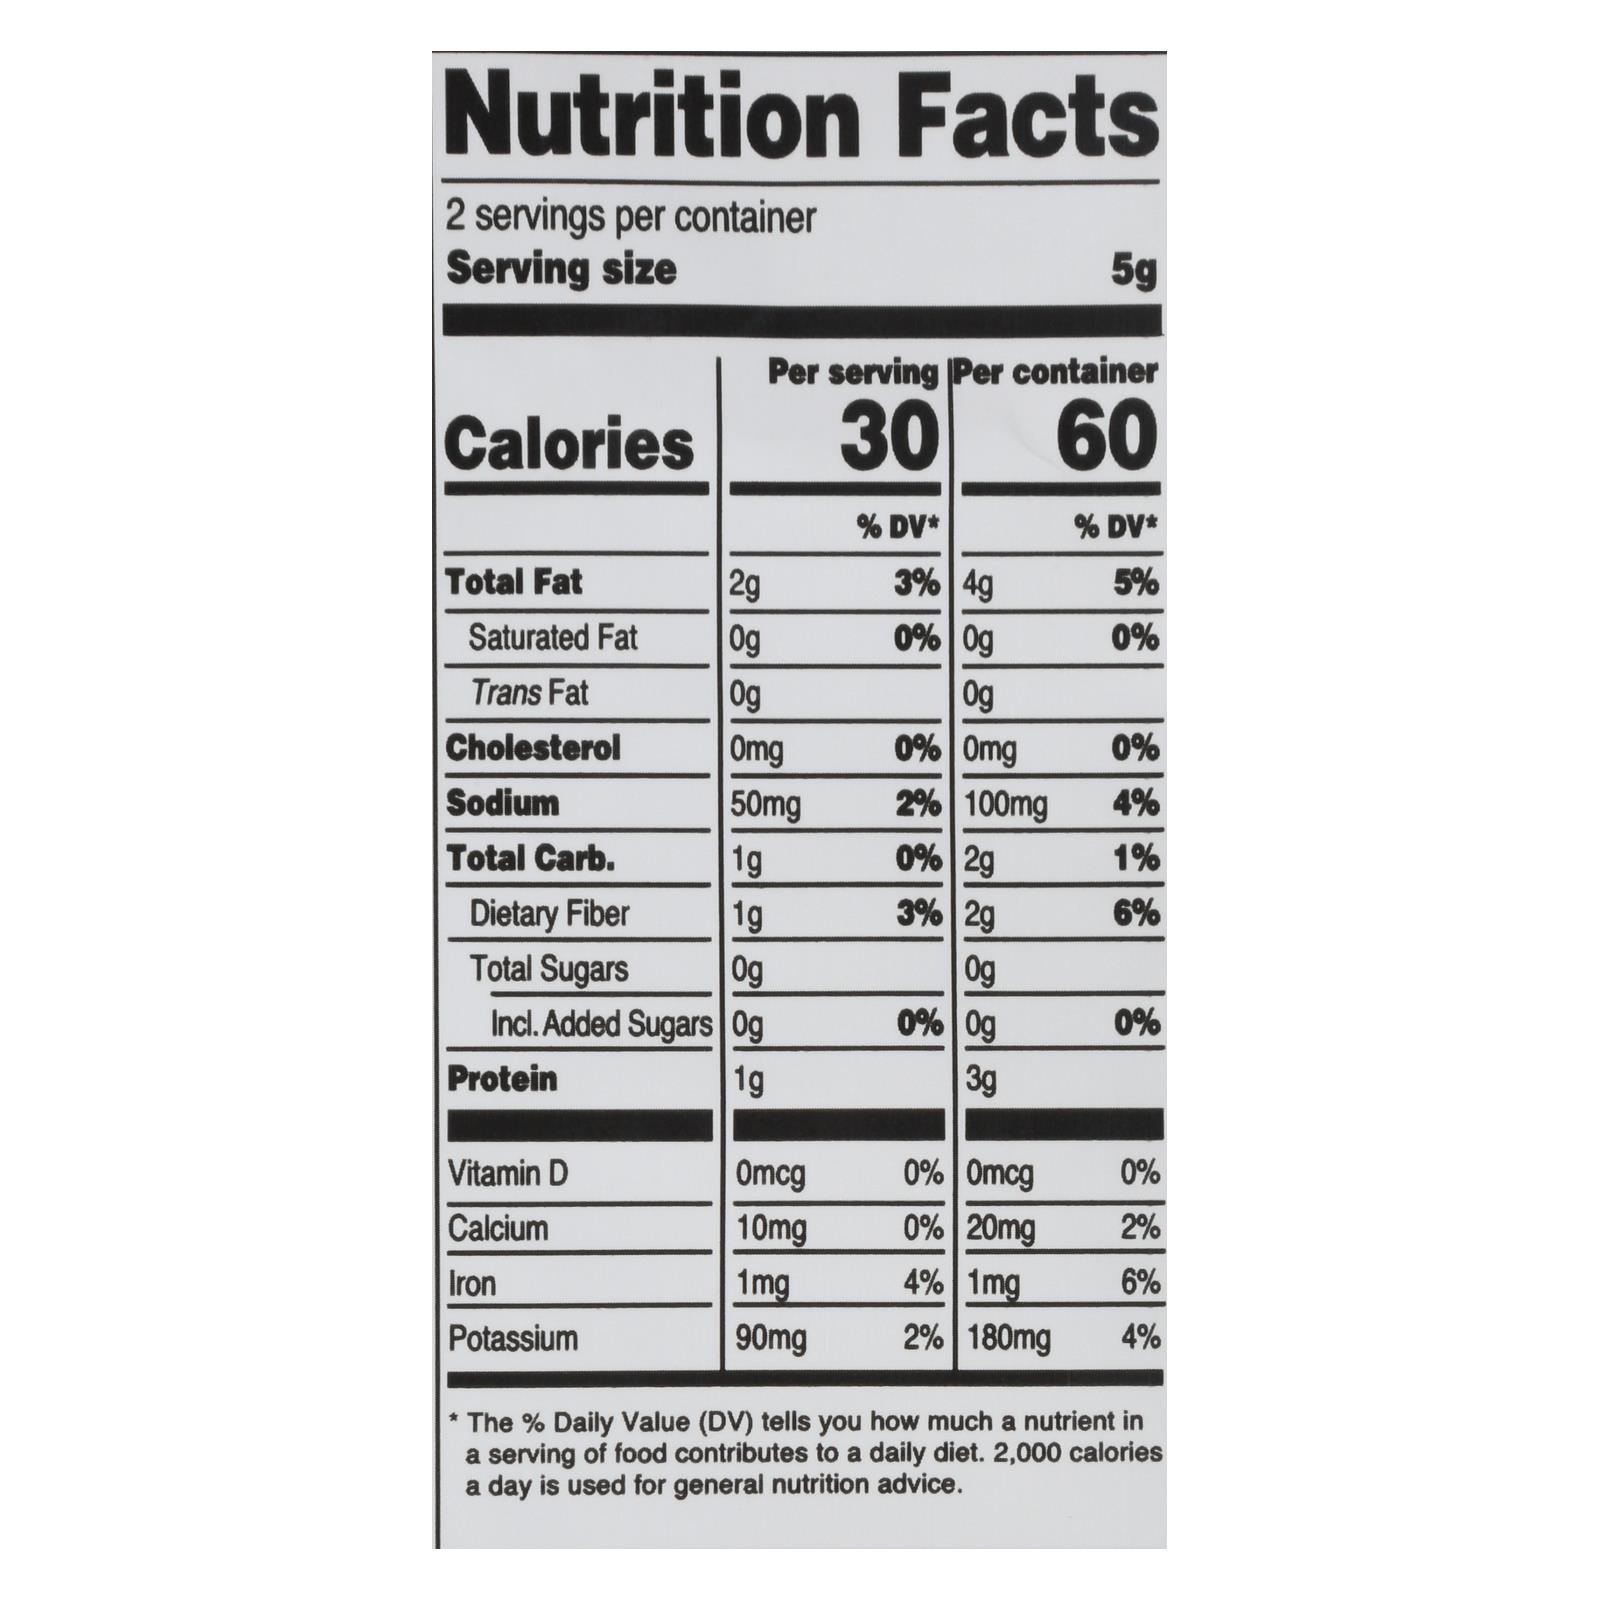 Nutrition Facts
2 servings per container
Serving size 5g
Per serving Per container
Calories 30 60
% DV* % DV*
Total Fat 2g 3% 4g 5%
Saturated Fat 0g 0% 0g 0%
Trans Fat 0g 0g
Cholesterol 0mg 0% 0mg 0%
Sodium 50mg 2% 100mg 4%
Total Carb. 1g 0% 2g 1%
Dietary Fiber 1g 3% 2g 6%
Total Sugars 0g 0g
Incl. Added Sugars 0g 0% 0g 0%
Protein 1g 3g
Vitamin D 0mcg 0% 0mcg 0%
Calcium 10mg 0% 20mg 2%
Iron 1mg 4% 1mg 6%
Potassium 90mg 2% 180mg 4%
* The % Daily Value (DV) tells you how much a nutrient in
a serving of food contributes to a daily diet. 2,000 calories
a day is used for general nutrition advice.